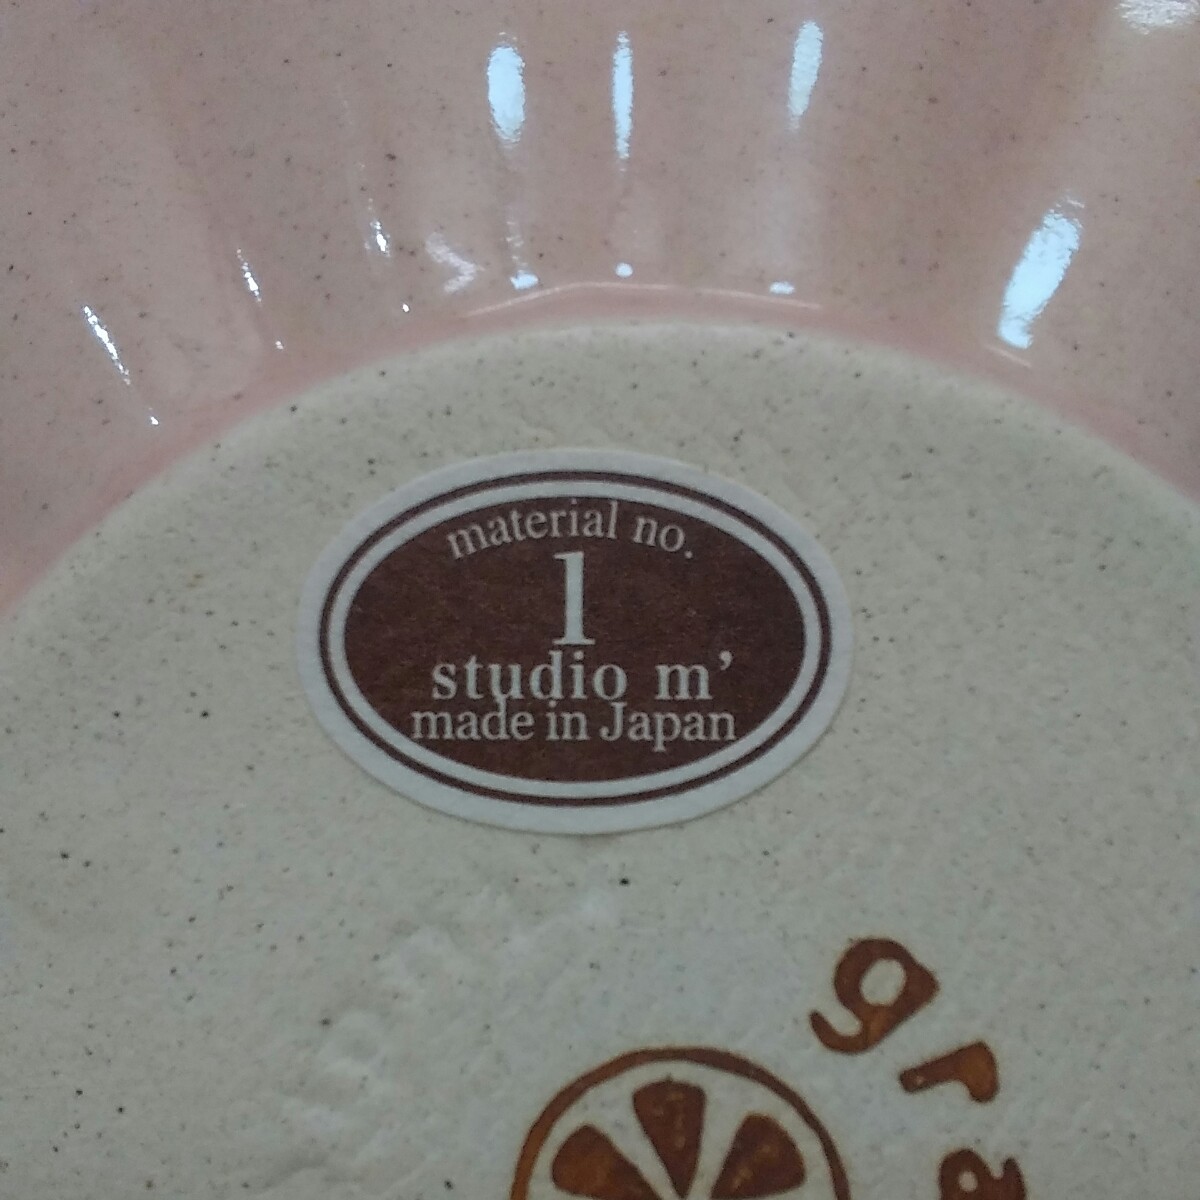 material no.
1
studio m’
made in Japan
gra